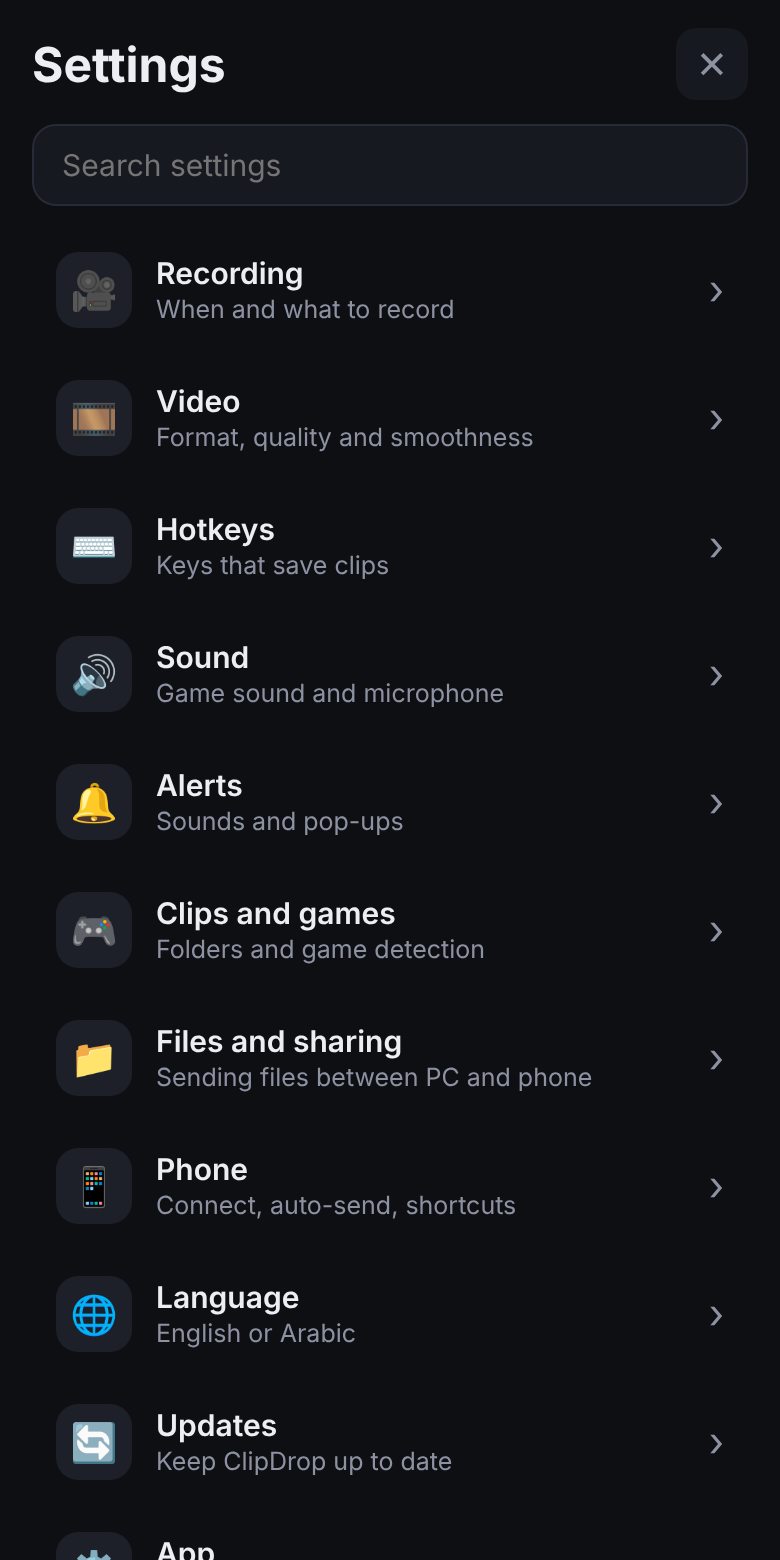 Settings
Search settings
Recording
When and what to record
Video
Format, quality and smoothness
Hotkeys
Keys that save clips
Sound
Game sound and microphone
Alerts
Sounds and pop-ups
Clips and games
Folders and game detection
Files and sharing
Sending files between PC and phone
Phone
Connect, auto-send, shortcuts
Language
English or Arabic
Updates
Keep ClipDrop up to date
App